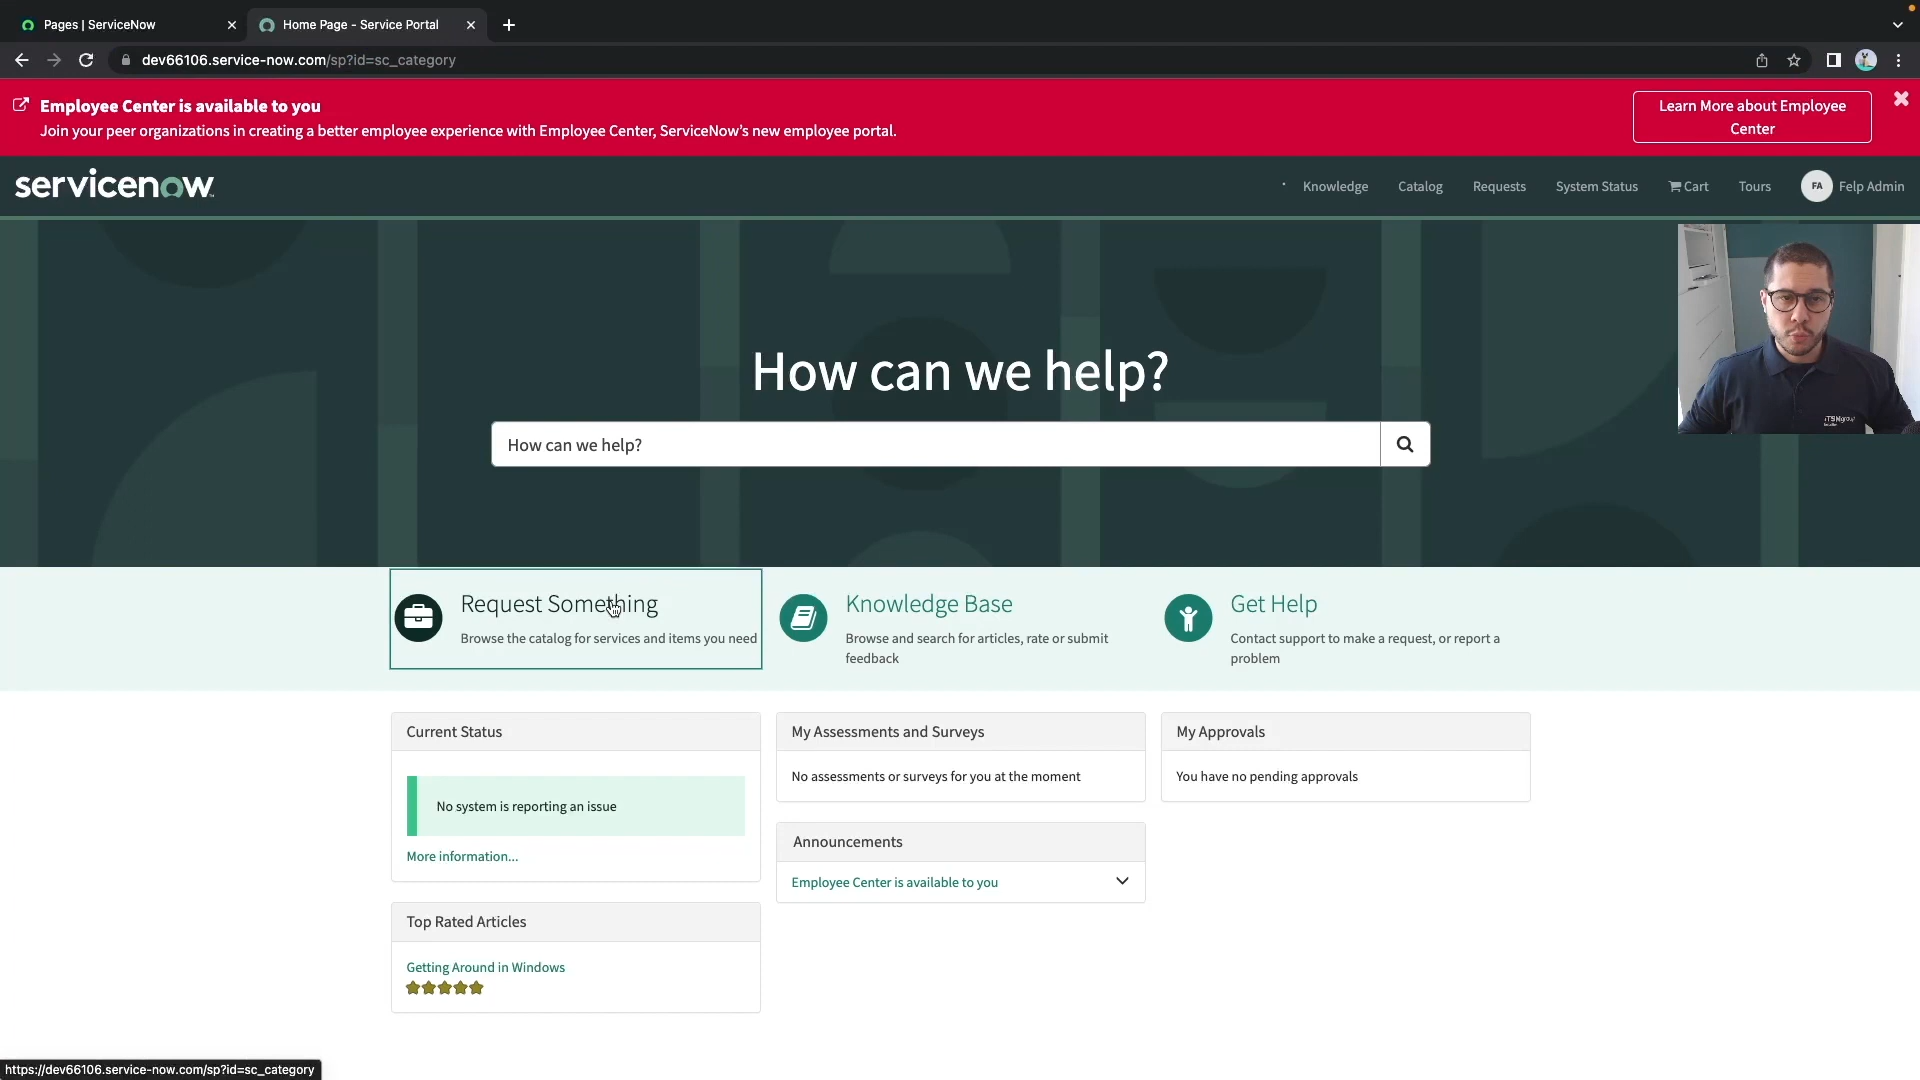 Pages | ServiceNow
Home Page - Service Portal
dev66106.service-now.com/sp?id=sc_category
Employee Center is available to you
Join your peer organizations in creating a better employee experience with Employee Center, ServiceNow's new employee portal.
Learn More about Employee
Center
servicenow
Knowledge
Catalog
Requests
System Status
Cart
Tours
FA
Felp Admin
How can we help?
How can we help?
Request Something
Browse the catalog for services and items you need
Knowledge Base
Browse and search for articles, rate or submit
feedback
Get Help
Contact support to make a request, or report a
problem
Current Status
No system is reporting an issue
More information...
My Assessments and Surveys
No assessments or surveys for you at the moment
My Approvals
You have no pending approvals
Announcements
Employee Center is available to you
Top Rated Articles
Getting Around in Windows
https://dev66106.service-now.com/sp?id=sc_category